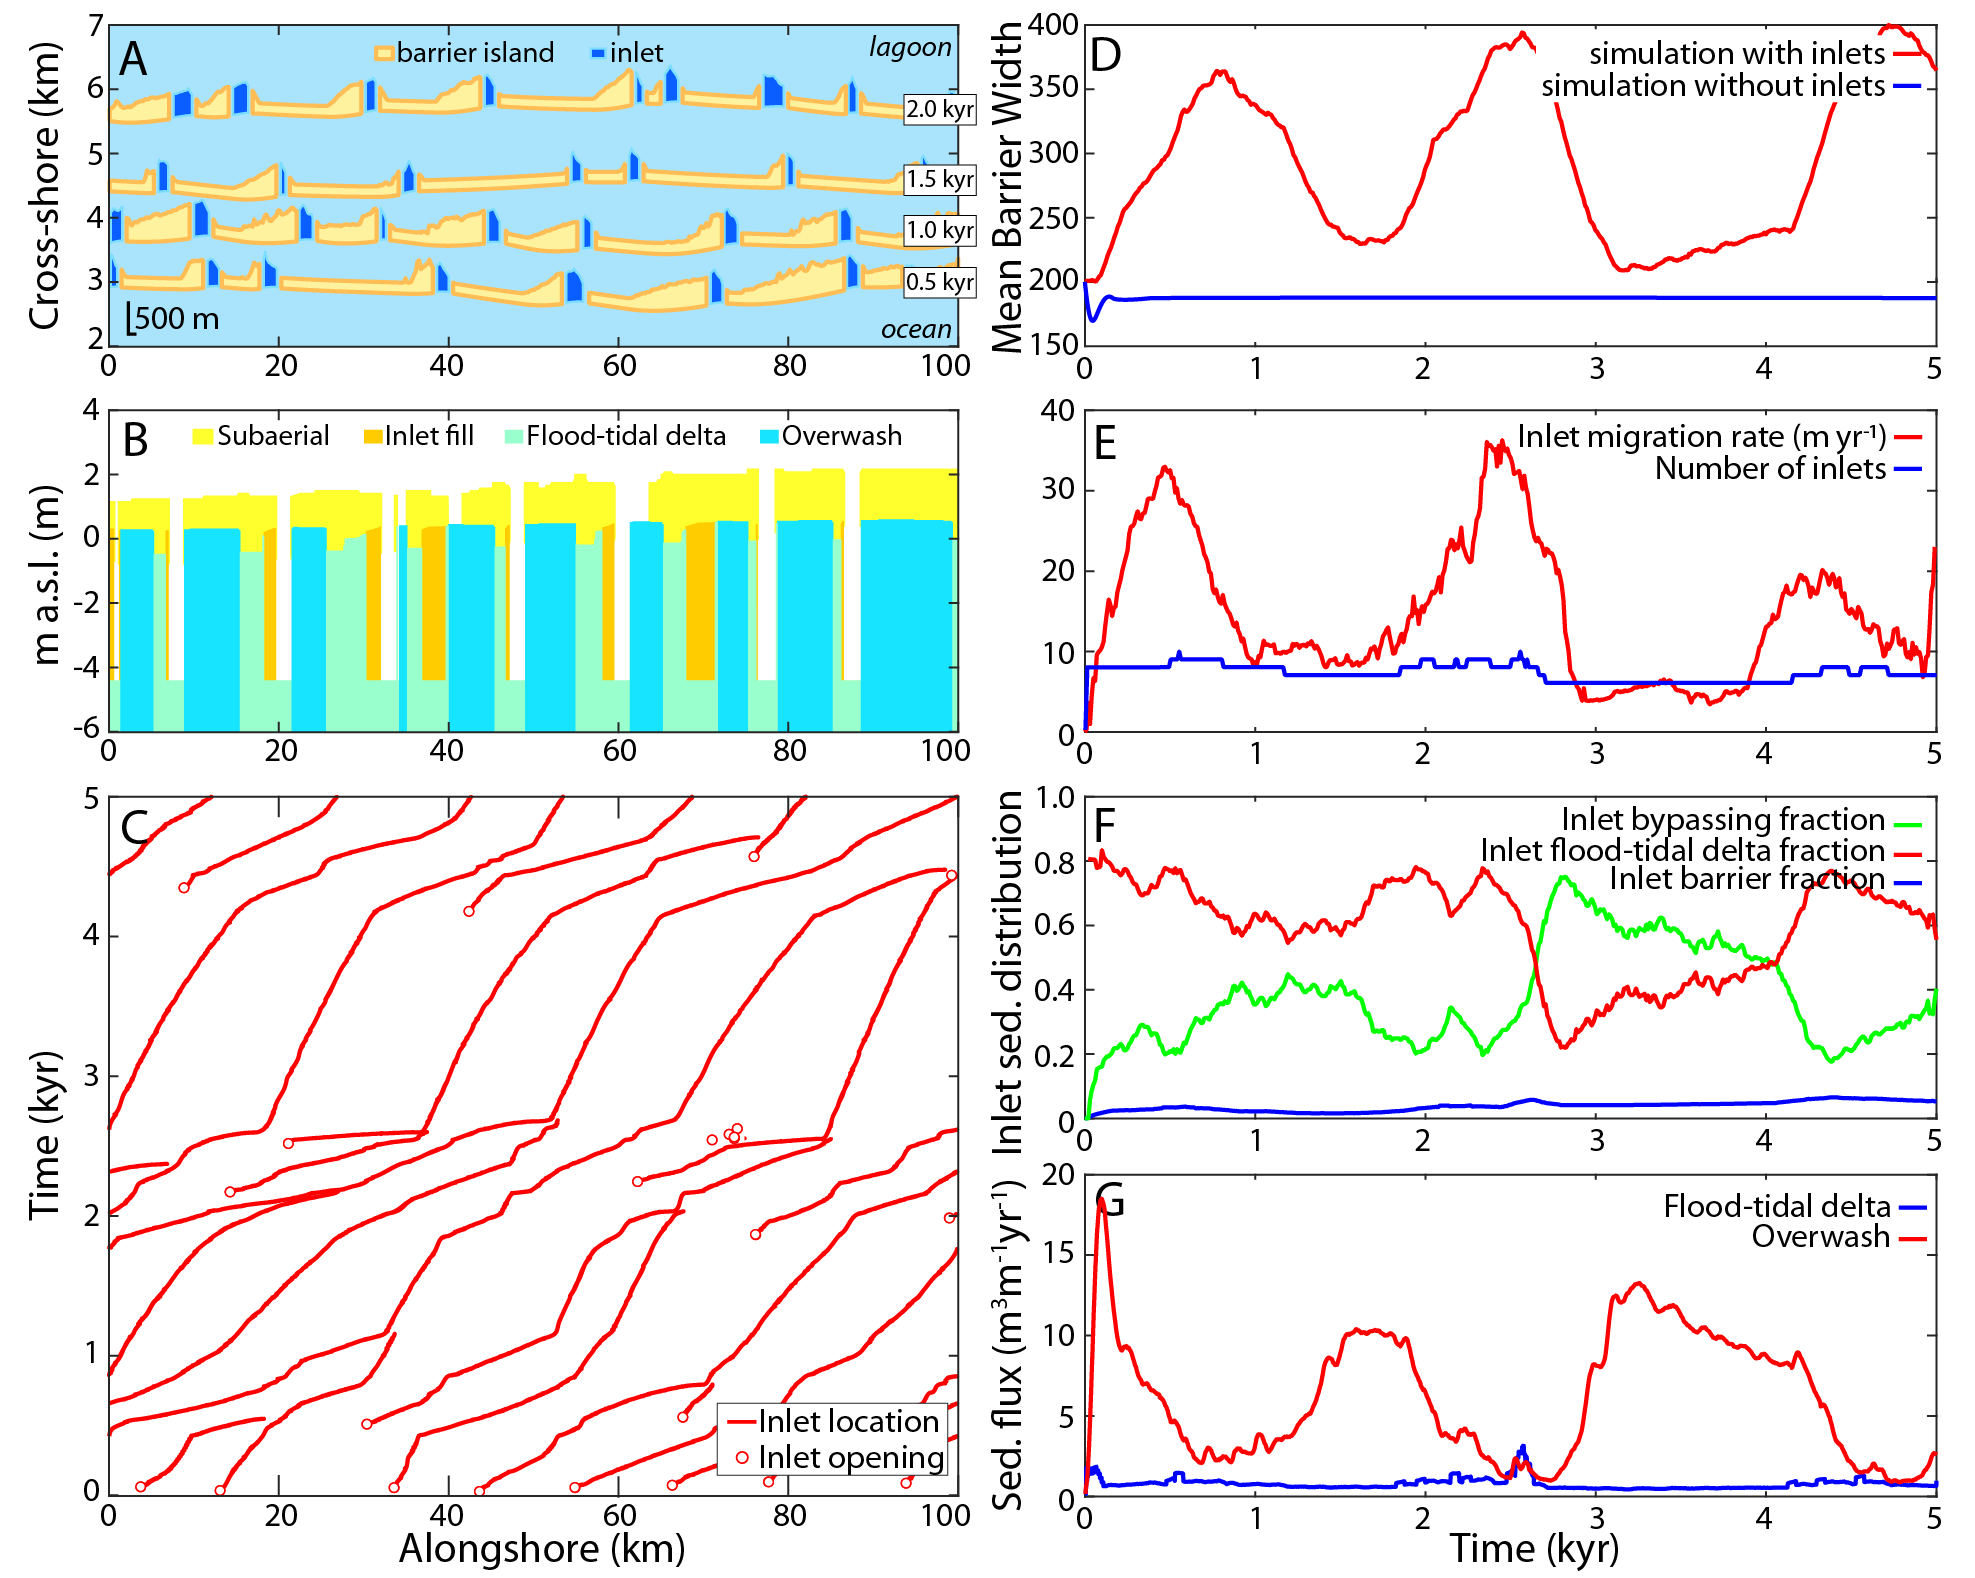 A
barrier island
inlet
lagoon
2.0 kyr
1.5 kyr
1.0 kyr
0.5 kyr
500 m
ocean
Cross-shore (km)
7
6
5
4
3
2
0 20 40 60 80 100
B
Subaerial
Inlet fill
Flood-tidal delta
Overwash
m a.s.l. (m)
4
2
0
-2
-4
-6
0 20 40 60 80 100
C
Inlet location
Inlet opening
Time (kyr)
5
4
3
2
1
0
0 20 40 60 80 100
Alongshore (km)
D
simulation with inlets
simulation without inlets
Mean Barrier Width
400
350
300
250
200
150
0 1 2 3 4 5
E
Inlet migration rate (m yr⁻¹)
Number of inlets
40
30
20
10
0
0 1 2 3 4 5
F
Inlet bypassing fraction
Inlet flood-tidal delta fraction
Inlet barrier fraction
Inlet sed. distribution
1.0
0.8
0.6
0.4
0.2
0
0 1 2 3 4 5
G
Flood-tidal delta
Overwash
Sed. flux (m³m⁻¹yr⁻¹)
20
15
10
5
0
0 1 2 3 4 5
Time (kyr)